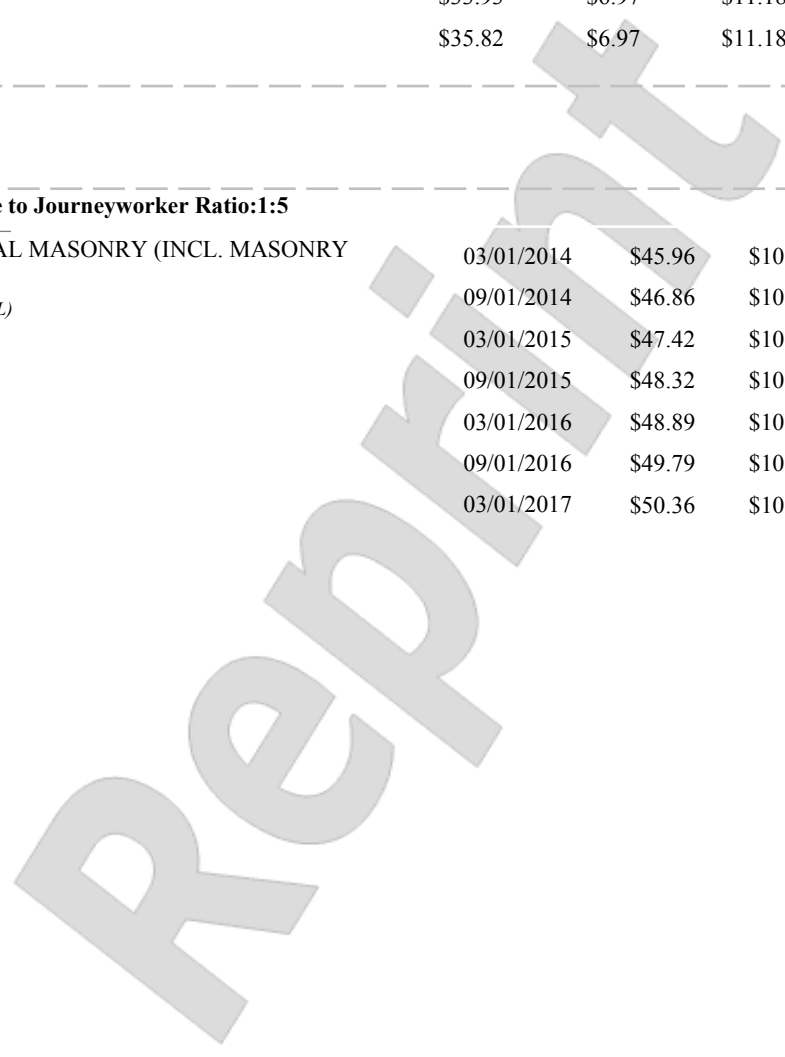 $35.82 $6.97 $11.18
to Journeyworker Ratio:1:5
MASONRY (INCL. MASONRY
03/01/2014 $45.96 $10
09/01/2014 $46.86 $10
03/01/2015 $47.42 $10
09/01/2015 $48.32 $10
03/01/2016 $48.89 $10
09/01/2016 $49.79 $10
03/01/2017 $50.36 $10
Reprint